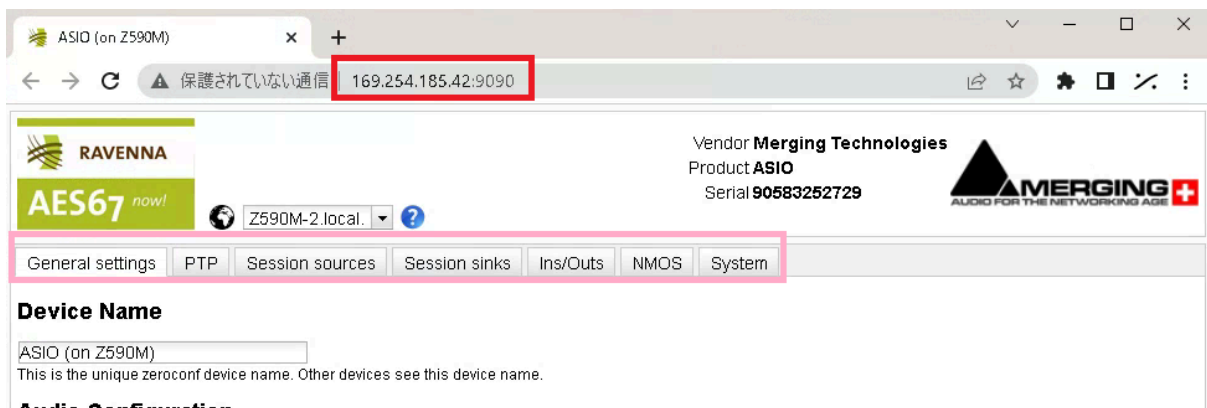 ASIO (on Z590M)
保護されていない通信 169.254.185.42:9090
RAVENNA
AES67 now!
Z590M-2.local.
Vendor Merging Technologies
Product ASIO
Serial 90583252729
MERGING
AUDIO FOR THE NETWORKING AGE
General settings PTP Session sources Session sinks Ins/Outs NMOS System
Device Name
ASIO (on Z590M)
This is the unique zeroconf device name. Other devices see this device name.
Audio Configuration